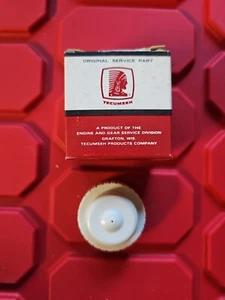 ORIGINAL SERVICE PART
TECUMSEH
A PRODUCT OF THE
ENGINE AND GEAR SERVICE DIVISION
GRAFTON, WIS.
TECUMSEH PRODUCTS COMPANY